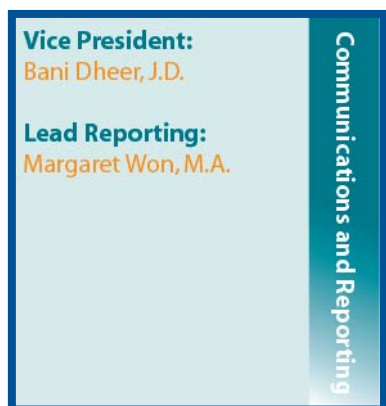 Vice President:
Bani Dheer, J.D.
Lead Reporting:
Margaret Won, M.A.
Communications and Reporting